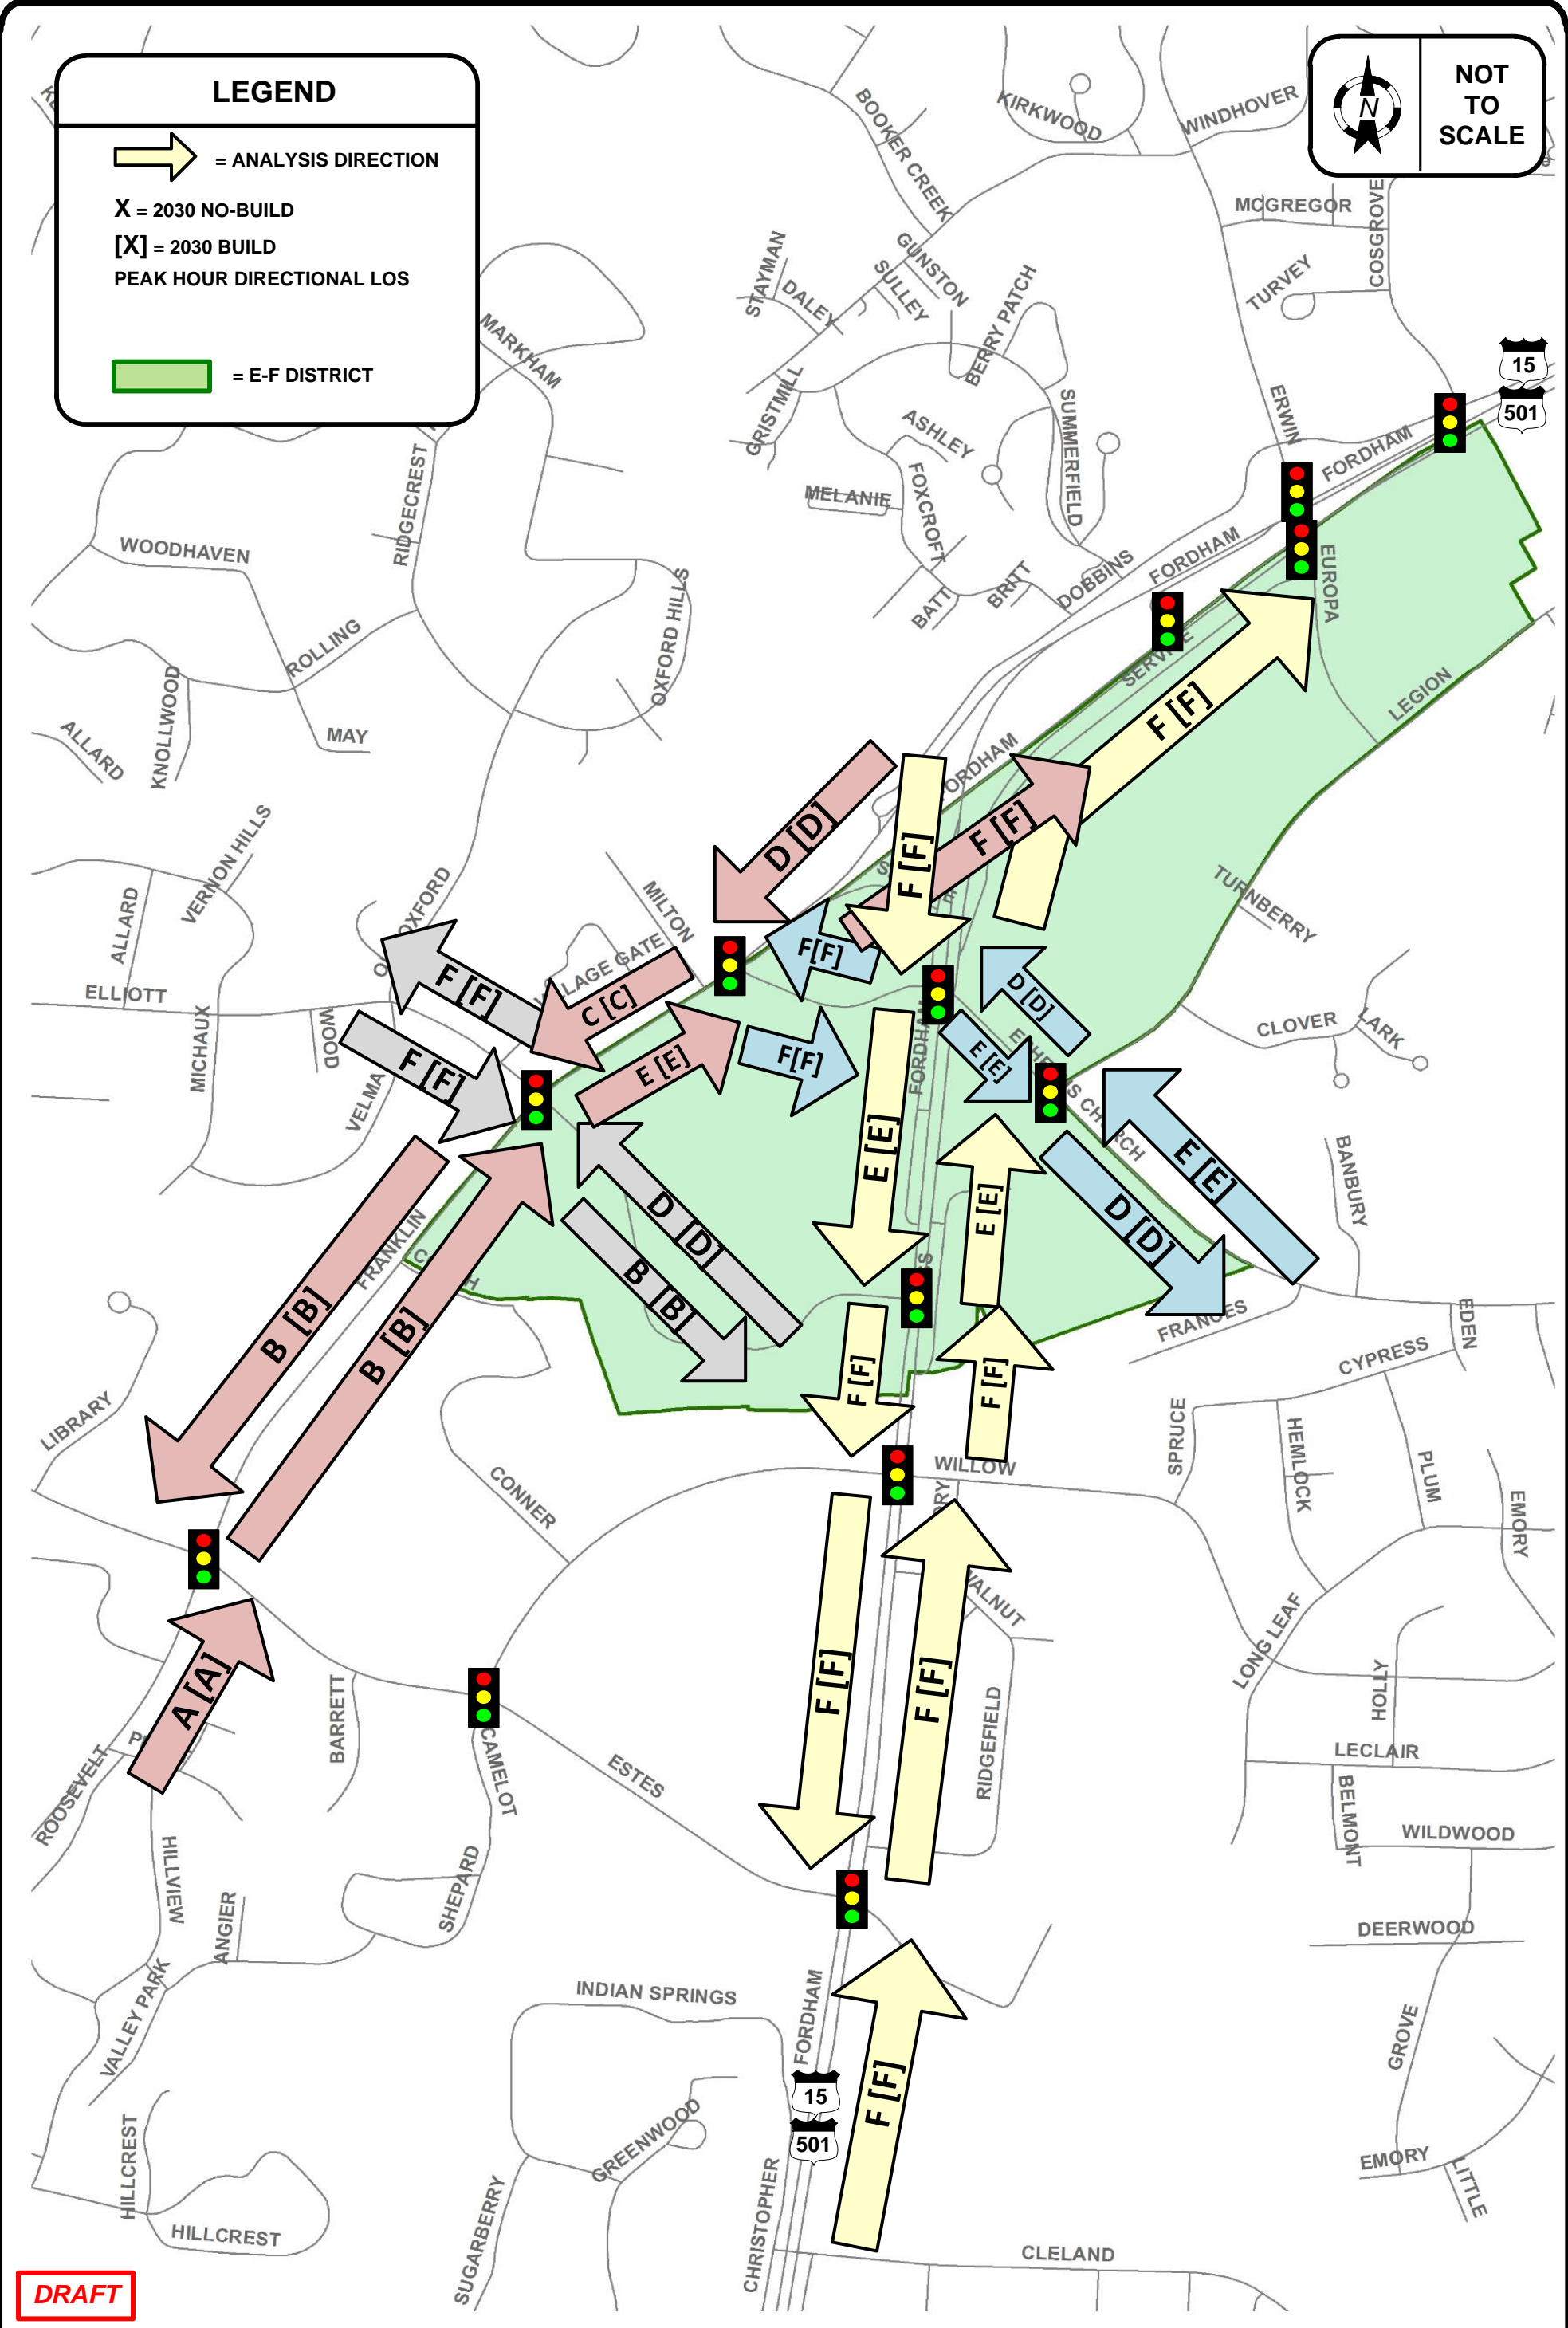 LEGEND
= ANALYSIS DIRECTION
X = 2030 NO-BUILD
[X] = 2030 BUILD
PEAK HOUR DIRECTIONAL LOS
= E-F DISTRICT
NOT
TO
SCALE
N
BOOKER CREEK
KIRKWOOD
WINDHOVER
MCGREGOR
COSGROVE
TURVEY
STAYMAN
DALEY
GUNSTON
SULLEY
BERRY PATCH
MARKHAM
GRISTMILL
ASHLEY
SUMMERFIELD
ERWIN
15
501
FORDHAM
RIDGECREST
MELANIE
FOXCROFT
WOODHAVEN
BATT
BRITT
DOBBINS
FORDHAM
EUROPA
OXFORD HILLS
ROLLING
KNOLLWOOD
ALLARD
MAY
LEGION
F [F]
FORDHAM
D [D]
F [F]
F [F]
VERNON HILLS
ALLARD
OXFORD
MILTON
TURNBERRY
F[F]
F [F]
VILLAGE GATE
C [C]
D [D]
ELLIOTT
MICHAUX
WOOD
VELMA
F [F]
E [E]
F[F]
FORDHAM
E [E]
CLOVER
LARK
E [E]
E [E]
BANBURY
D [D]
B [B]
E [E]
D [D]
FRANKLIN
B [B]
B [B]
FRANCES
EDEN
CYPRESS
F [F]
F [F]
LIBRARY
CONNER
WILLOW
SPRUCE
HEMLOCK
PLUM
EMORY
WALNUT
A [A]
BARRETT
CAMELOT
ESTES
F [F]
F [F]
RIDGEFIELD
LONG LEAF
HOLLY
LECLAIR
BELMONT
WILDWOOD
ROOSEVELT
HILLVIEW
ANGIER
SHEPARD
DEERWOOD
VALLEY PARK
INDIAN SPRINGS
FORDHAM
GROVE
15
501
F [F]
GREENWOOD
EMORY
LITTLE
HILLCREST
HILLCREST
SUGARBERRY
CHRISTOPHER
CLELAND
DRAFT